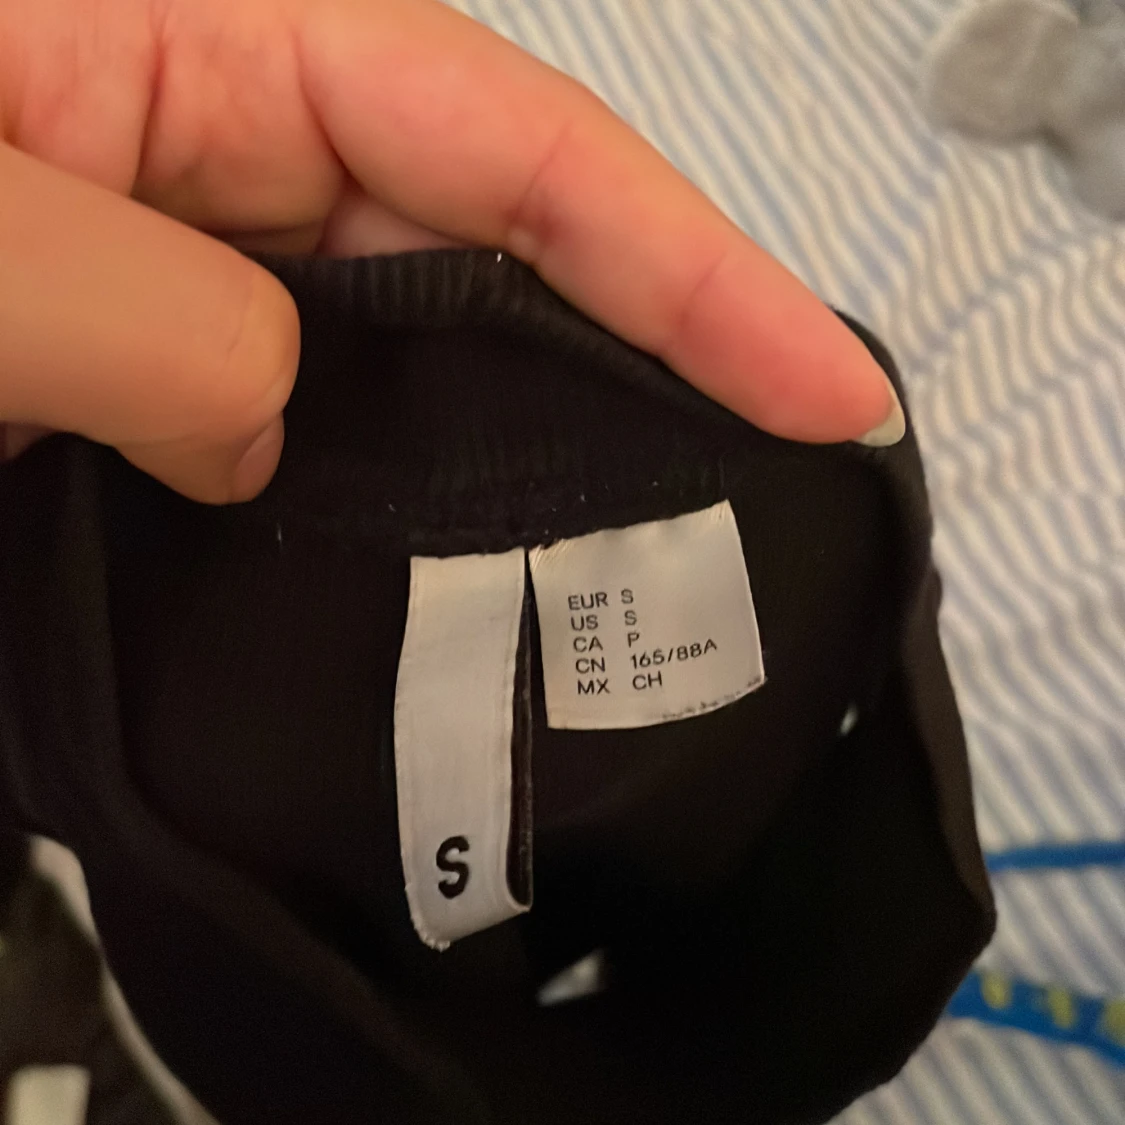 EUR S
US S
CA P
CN 165/88A
MX CH
S